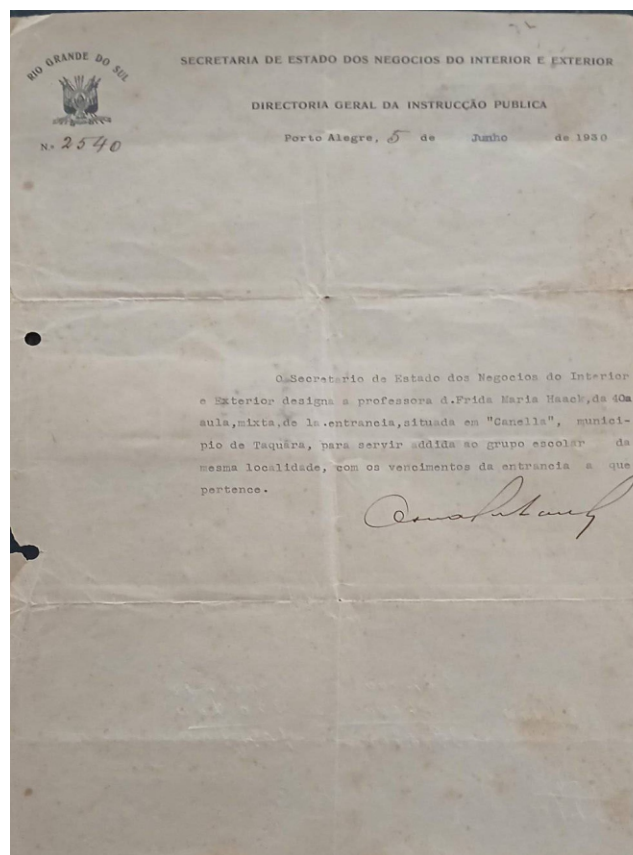 RIO GRANDE DO SUL
SECRETARIA DE ESTADO DOS NEGOCIOS DO INTERIOR E EXTERIOR
DIRECTORIA GERAL DA INSTRUCÇÃO PUBLICA
N.º 2540
Porto Alegre, 5 de Junho de 1930
O Secretario de Estado dos Negocios do Interior
e Exterior designa a professora d.Frida Maria Haack,da 40a
aula,mixta,de 1a.entrancia,situada em "Canella", munici-
pio de Taquára, para servir addida ao grupo escolar da
mesma localidade, com os vencimentos da entrancia a que
pertence.